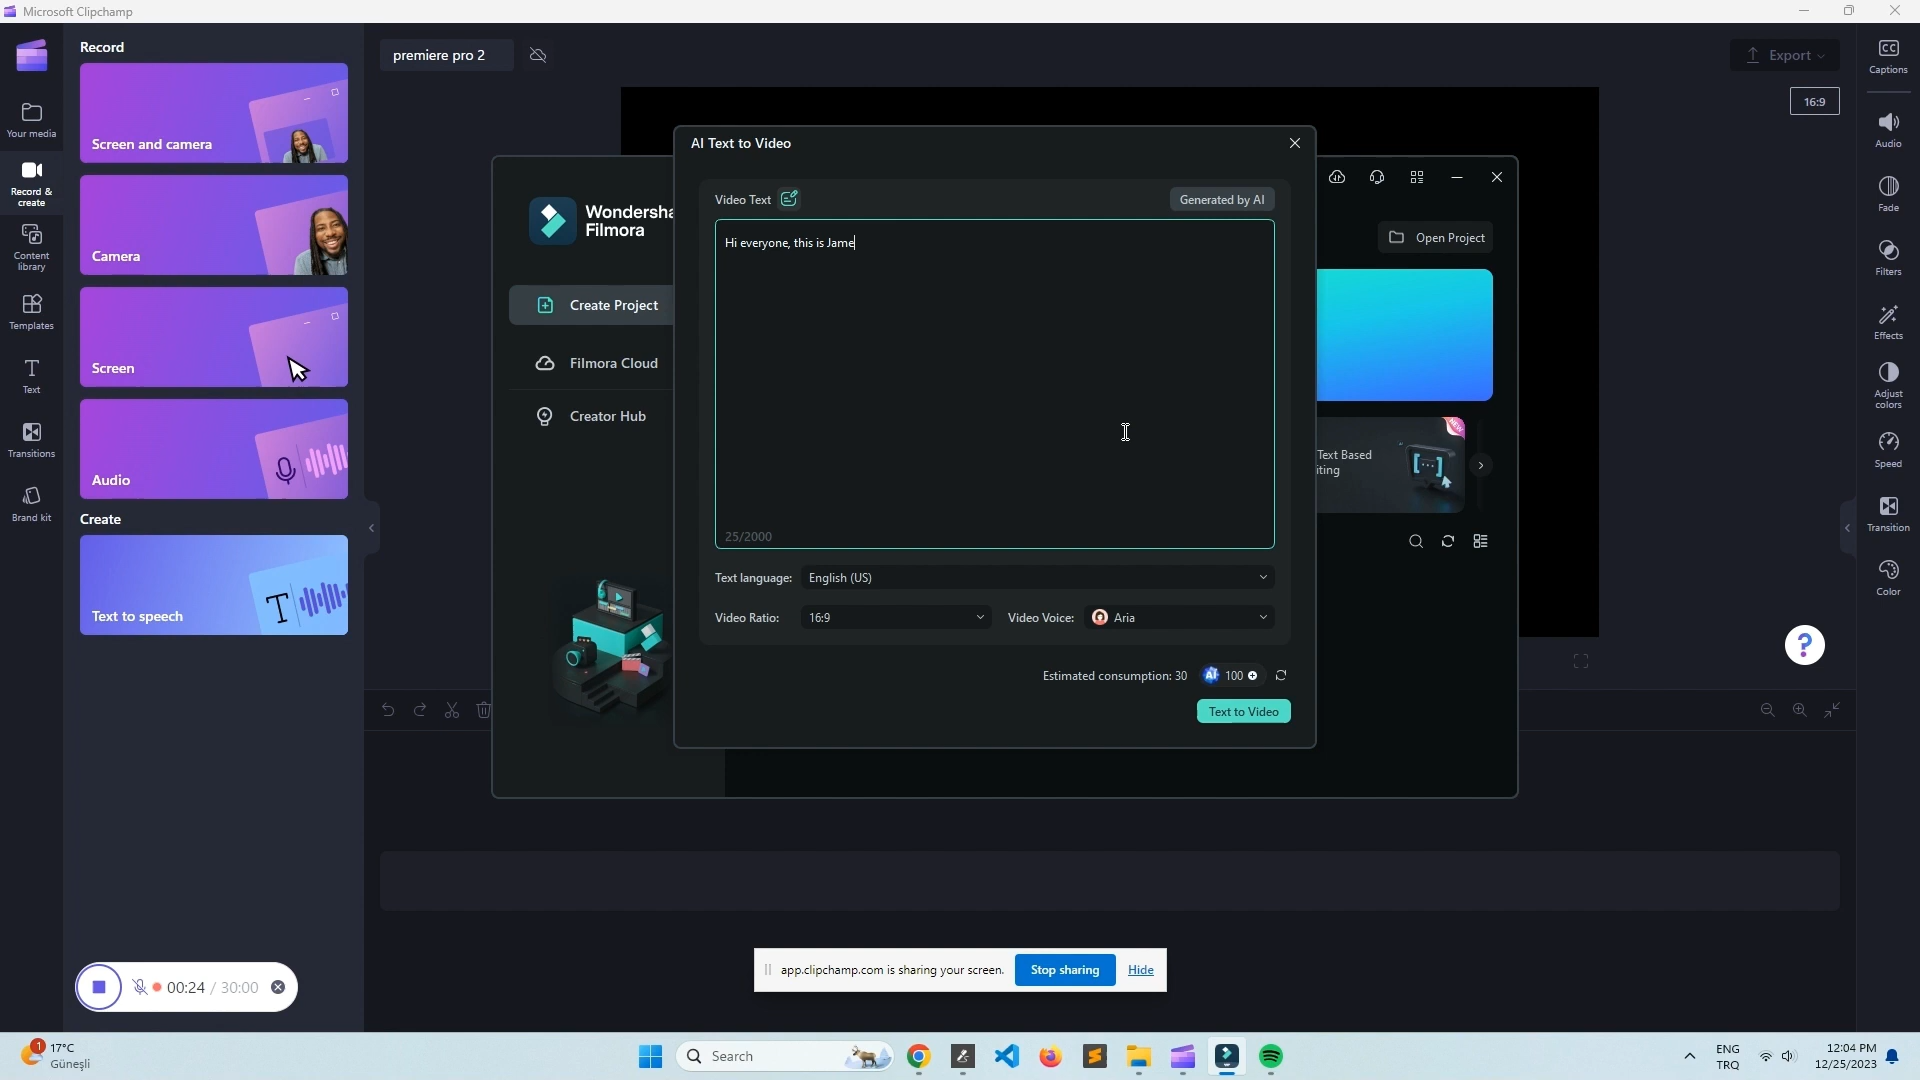 Microsoft Clipchamp
Record
Screen and camera
Camera
Screen
Audio
Create
Text to speech
Your media
Record & create
Content library
Templates
Text
Transitions
Brand kit
premiere pro 2
Export
16:9
Captions
Audio
Fade
Filters
Effects
Adjust colors
Speed
Transition
Color
Wondersha
Filmora
Create Project
Filmora Cloud
Creator Hub
Open Project
Text Based
iting
NEW
AI Text to Video
Video Text
Generated by AI
Hi everyone, this is Jame
25/2000
Text language: English (US)
Video Ratio: 16:9 Video Voice: Aria
Estimated consumption: 30 AI 100
Text to Video
?
00:24 / 30:00
app.clipchamp.com is sharing your screen. Stop sharing Hide
1
17°C
Güneşli
Search
ENG
TRQ
12:04 PM
12/25/2023